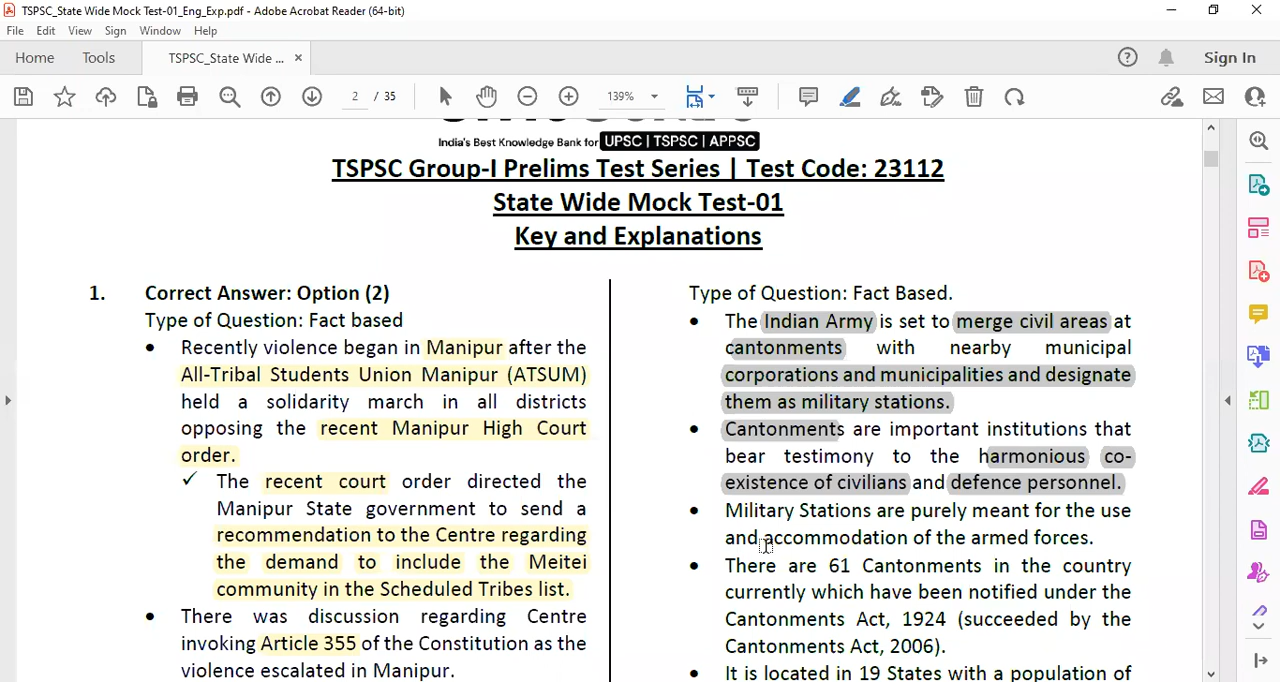 TSPSC_State Wide Mock Test-01_Eng_Exp.pdf - Adobe Acrobat Reader (64-bit)
File Edit View Sign Window Help
Home Tools TSPSC_State Wide ... × Sign In
2 / 35 139%
India's Best Knowledge Bank for UPSC | TSPSC | APPSC
TSPSC Group-I Prelims Test Series | Test Code: 23112
State Wide Mock Test-01
Key and Explanations
1. Correct Answer: Option (2)
Type of Question: Fact based
• Recently violence began in Manipur after the
All-Tribal Students Union Manipur (ATSUM)
held a solidarity march in all districts
opposing the recent Manipur High Court
order.
✓ The recent court order directed the
Manipur State government to send a
recommendation to the Centre regarding
the demand to include the Meitei
community in the Scheduled Tribes list.
• There was discussion regarding Centre
invoking Article 355 of the Constitution as the
violence escalated in Manipur.
Type of Question: Fact Based.
• The Indian Army is set to merge civil areas at
cantonments with nearby municipal
corporations and municipalities and designate
them as military stations.
• Cantonments are important institutions that
bear testimony to the harmonious co-
existence of civilians and defence personnel.
• Military Stations are purely meant for the use
and accommodation of the armed forces.
• There are 61 Cantonments in the country
currently which have been notified under the
Cantonments Act, 1924 (succeeded by the
Cantonments Act, 2006).
• It is located in 19 States with a population of